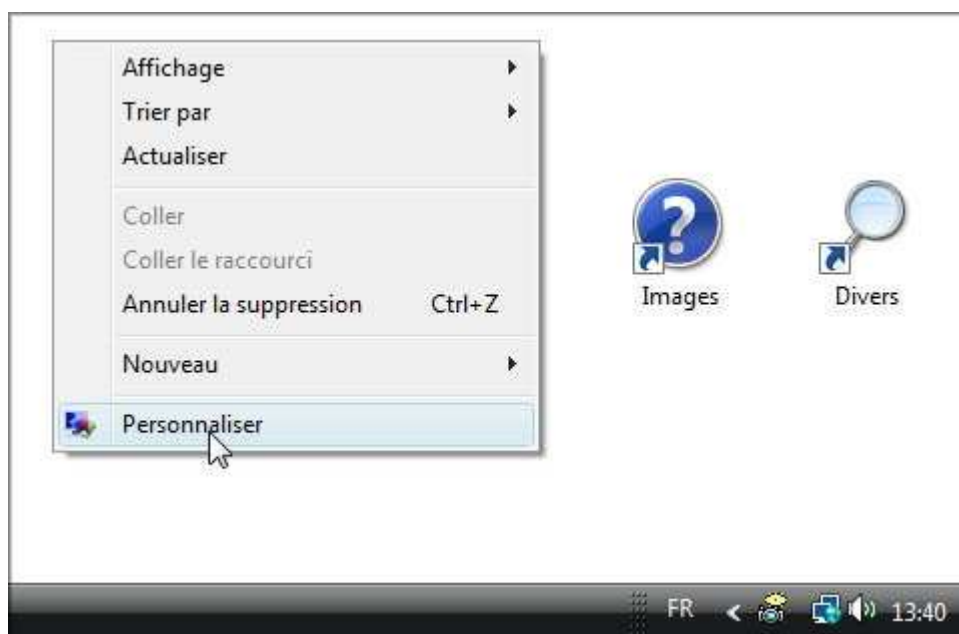 Affichage
Trier par
Actualiser
Coller
Coller le raccourci
Annuler la suppression Ctrl+Z
Nouveau
Personnaliser
Images
Divers
FR
13:40